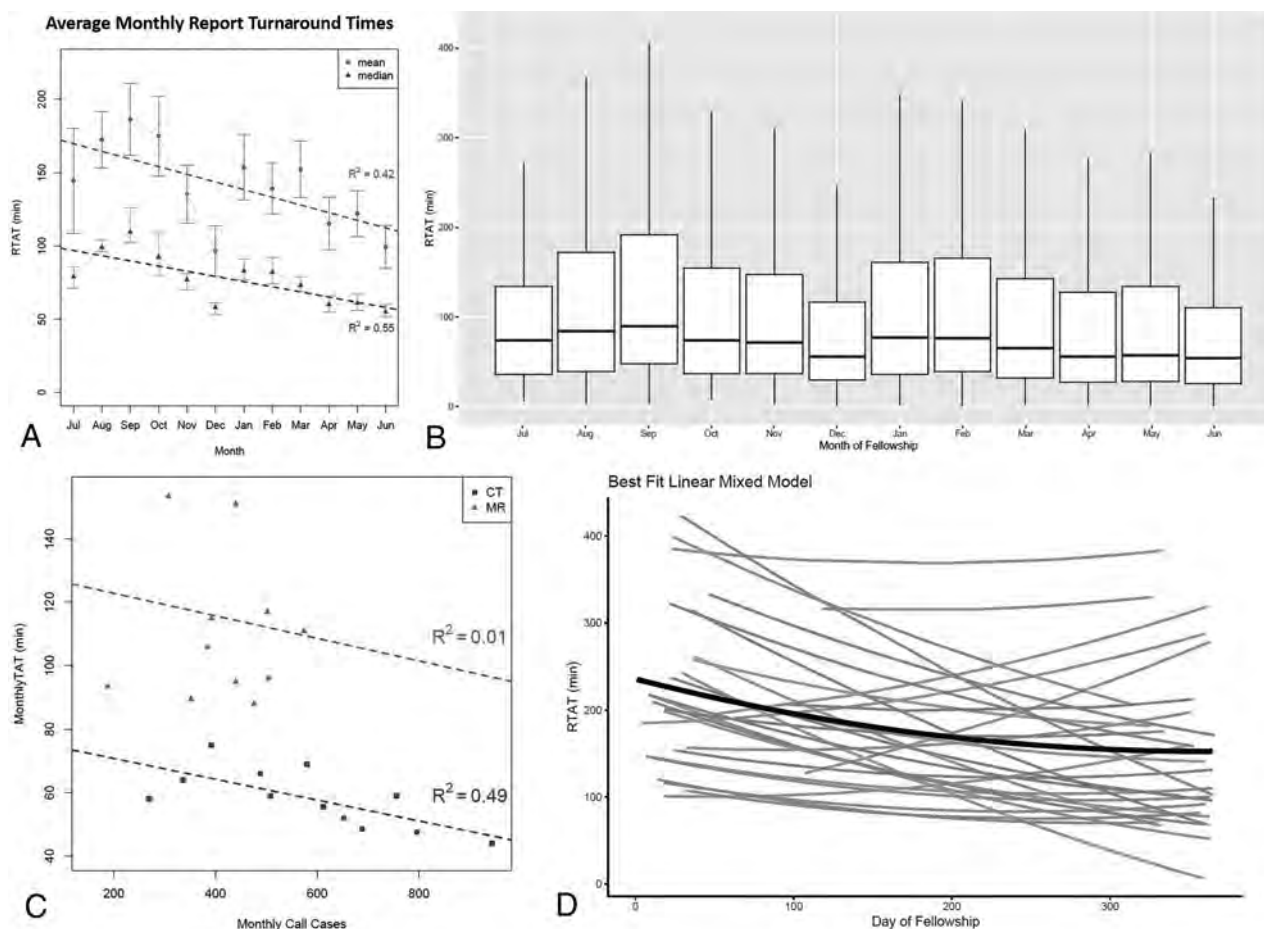 Average Monthly Report Turnaround Times
mean
median
RTAT (min)
200
150
100
50
0
R² = 0.42
R² = 0.55
Jul Aug Sep Oct Nov Dec Jan Feb Mar Apr May Jun
Month
A
RTAT (min)
400
300
200
100
0
Jul Aug Sep Oct Nov Dec Jan Feb Mar Apr May Jun
Month of Fellowship
B
CT
MR
MonthlyTAT (min)
140
120
100
80
60
40
R² = 0.01
R² = 0.49
200 400 600 800
Monthly Call Cases
C
Best Fit Linear Mixed Model
RTAT (min)
400
300
200
100
0
0 100 200 300
Day of Fellowship
D